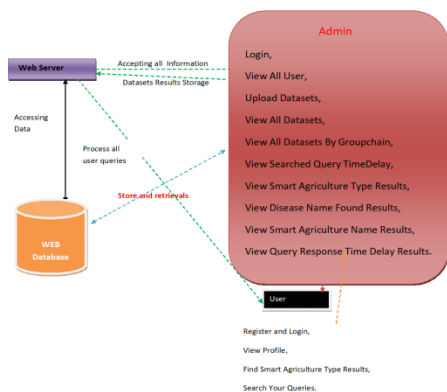 Admin
Web Server
Accepting all Information
Datasets Results Storage
Login,
View All User,
Upload Datasets,
View All Datasets,
View All Datasets By Groupchain,
View Searched Query TimeDelay,
View Smart Agriculture Type Results,
View Disease Name Found Results,
View Smart Agriculture Name Results,
View Query Response Time Delay Results.
Accessing
Data
Process all
user queries
Store and retrievals
WEB
Database
User
Register and Login,
View Profile,
Find Smart Agriculture Type Results,
Search Your Queries.